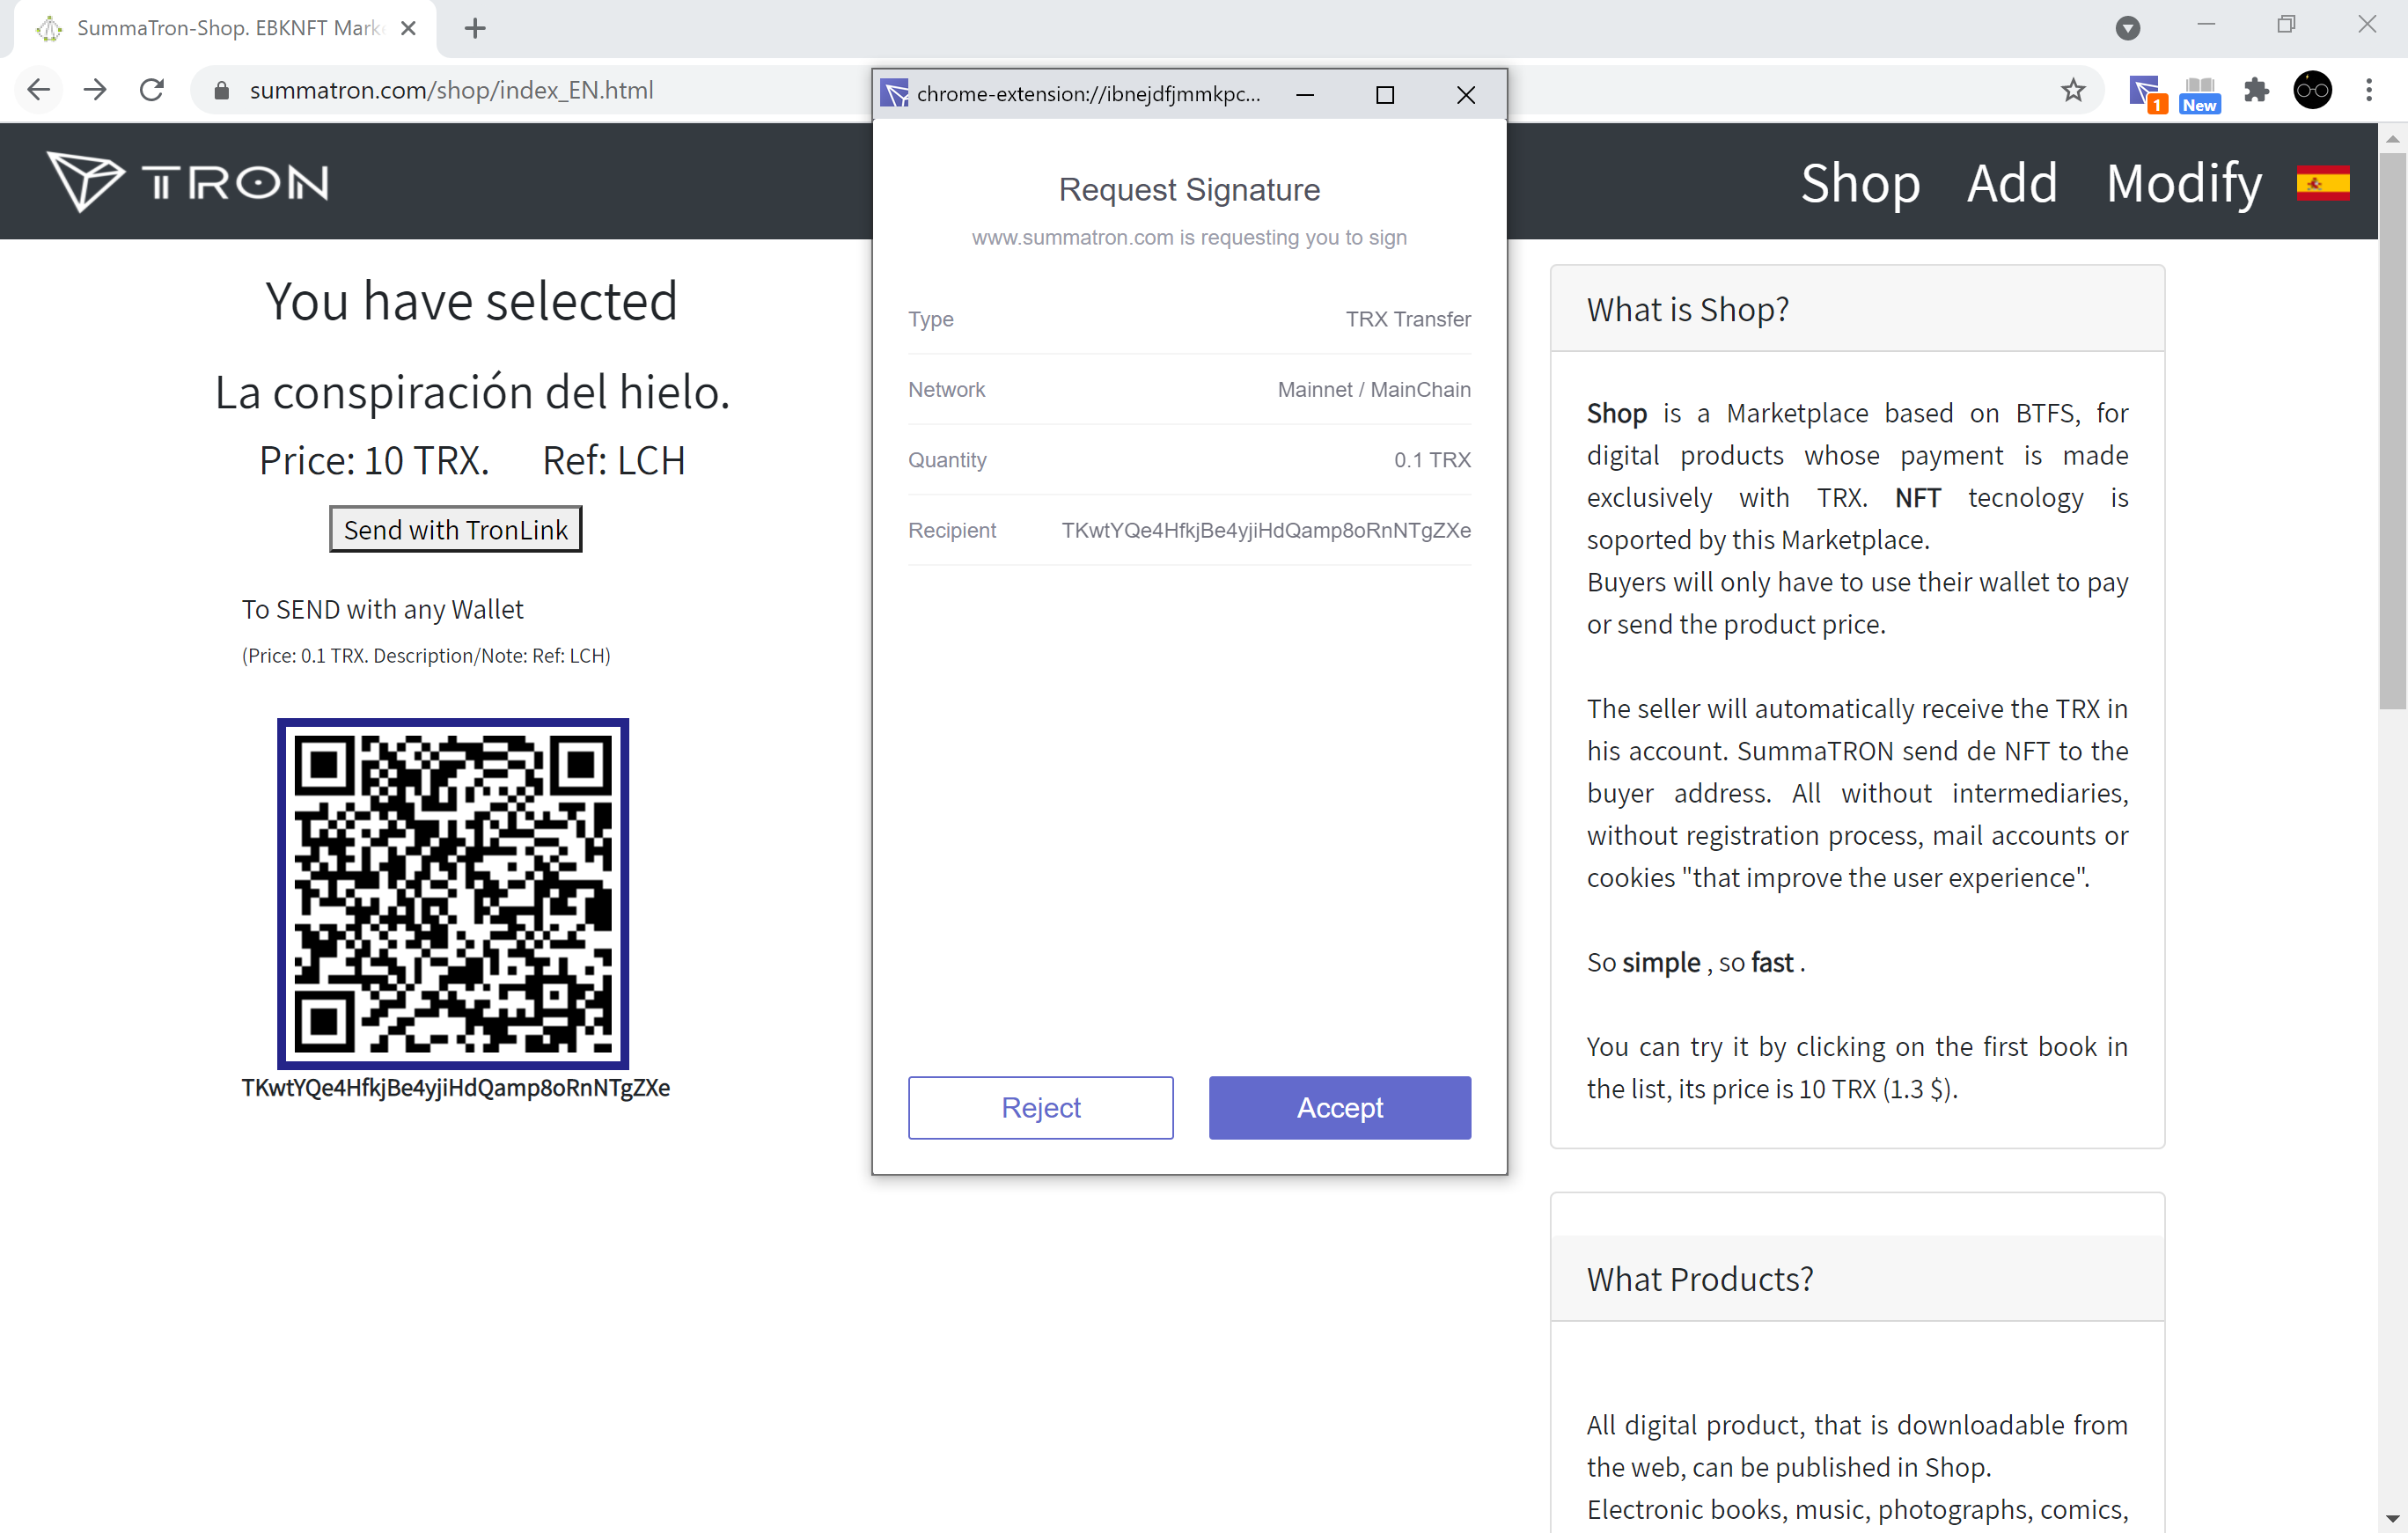 SummaTron-Shop. EBKNFT Mark
summatron.com/shop/index_EN.html
1
New
chrome-extension://ibnejdfjmmkpc...
TRON
Shop Add Modify
You have selected
La conspiración del hielo.
Price: 10 TRX. Ref: LCH
Send with TronLink
To SEND with any Wallet
(Price: 0.1 TRX. Description/Note: Ref: LCH)
TKwtYQe4HfkjBe4yjiHdQamp8oRnNTgZXe
Request Signature
www.summatron.com is requesting you to sign
Type TRX Transfer
Network Mainnet / MainChain
Quantity 0.1 TRX
Recipient TKwtYQe4HfkjBe4yjiHdQamp8oRnNTgZXe
Reject Accept
What is Shop?
Shop is a Marketplace based on BTFS, for
digital products whose payment is made
exclusively with TRX. NFT tecnology is
soported by this Marketplace.
Buyers will only have to use their wallet to pay
or send the product price.
The seller will automatically receive the TRX in
his account. SummaTRON send de NFT to the
buyer address. All without intermediaries,
without registration process, mail accounts or
cookies "that improve the user experience".
So simple , so fast .
You can try it by clicking on the first book in
the list, its price is 10 TRX (1.3 $).
What Products?
All digital product, that is downloadable from
the web, can be published in Shop.
Electronic books, music, photographs, comics,